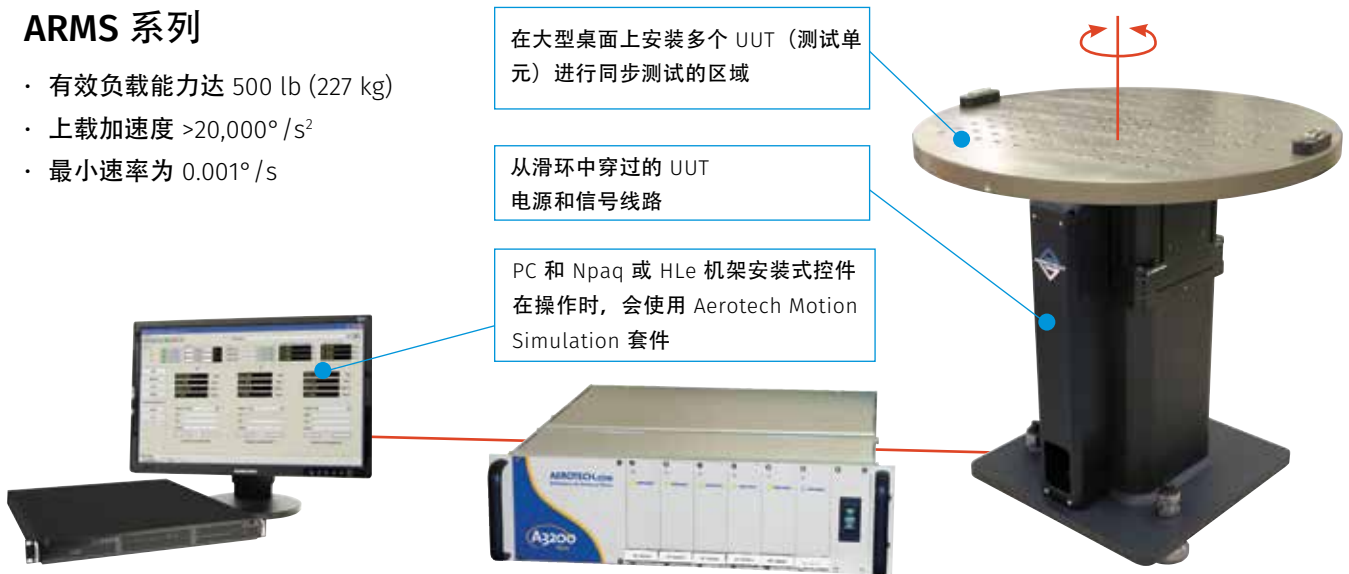 ARMS 系列
· 有效负载能力达 500 lb (227 kg)
· 上载加速度 >20,000°/s²
· 最小速率为 0.001°/s
在大型桌面上安装多个 UUT（测试单
元）进行同步测试的区域
从滑环中穿过的 UUT
电源和信号线路
PC 和 Npaq 或 HLe 机架安装式控件
在操作时，会使用 Aerotech Motion
Simulation 套件
AEROTECH.com
A3200